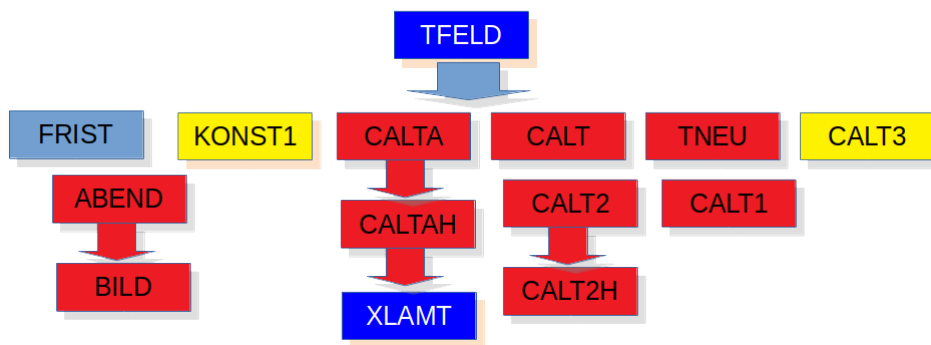 TFELD
FRIST KONST1 CALTA CALT TNEU CALT3
ABEND CALT2 CALT1
CALTAH
BILD CALT2H
XLAMT